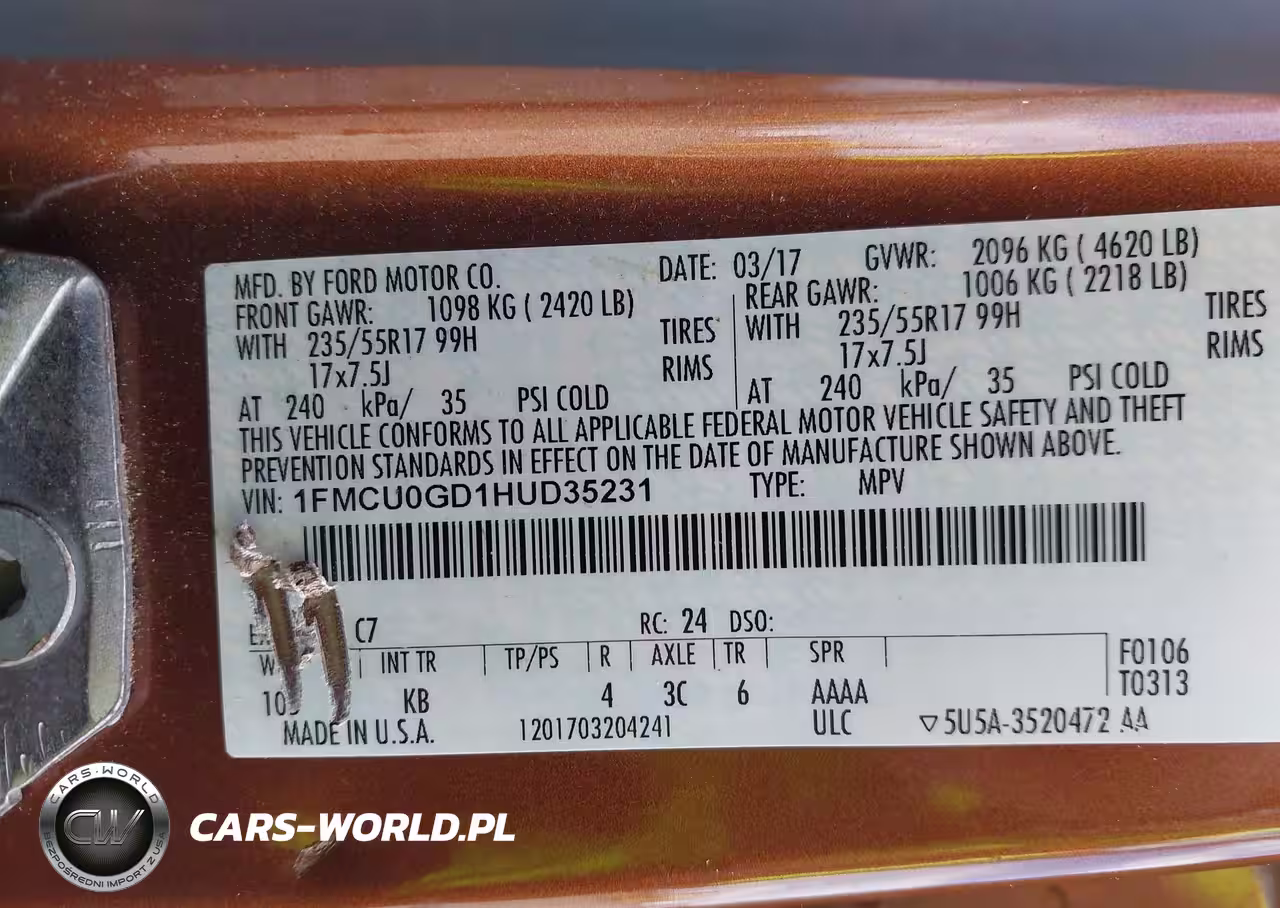 MFD. BY FORD MOTOR CO. DATE: 03/17 GVWR: 2096 KG ( 4620 LB)
FRONT GAWR: 1098 KG ( 2420 LB) REAR GAWR: 1006 KG ( 2218 LB)
WITH 235/55R17 99H TIRES WITH 235/55R17 99H TIRES
17x7.5J RIMS 17x7.5J RIMS
AT 240 kPa/ 35 PSI COLD AT 240 kPa/ 35 PSI COLD
THIS VEHICLE CONFORMS TO ALL APPLICABLE FEDERAL MOTOR VEHICLE SAFETY AND THEFT
PREVENTION STANDARDS IN EFFECT ON THE DATE OF MANUFACTURE SHOWN ABOVE.
VIN: 1FMCU0GD1HUD35231 TYPE: MPV
C7 RC: 24 DSO:
INT TR TP/PS R AXLE TR SPR F0106
KB 4 3C 6 AAAA T0313
MADE IN U.S.A. 1201703204241 ULC ▽5U5A-3520472 AA
CARS-WORLD
CW
BEZPOŚREDNI IMPORT Z USA
CARS-WORLD.PL